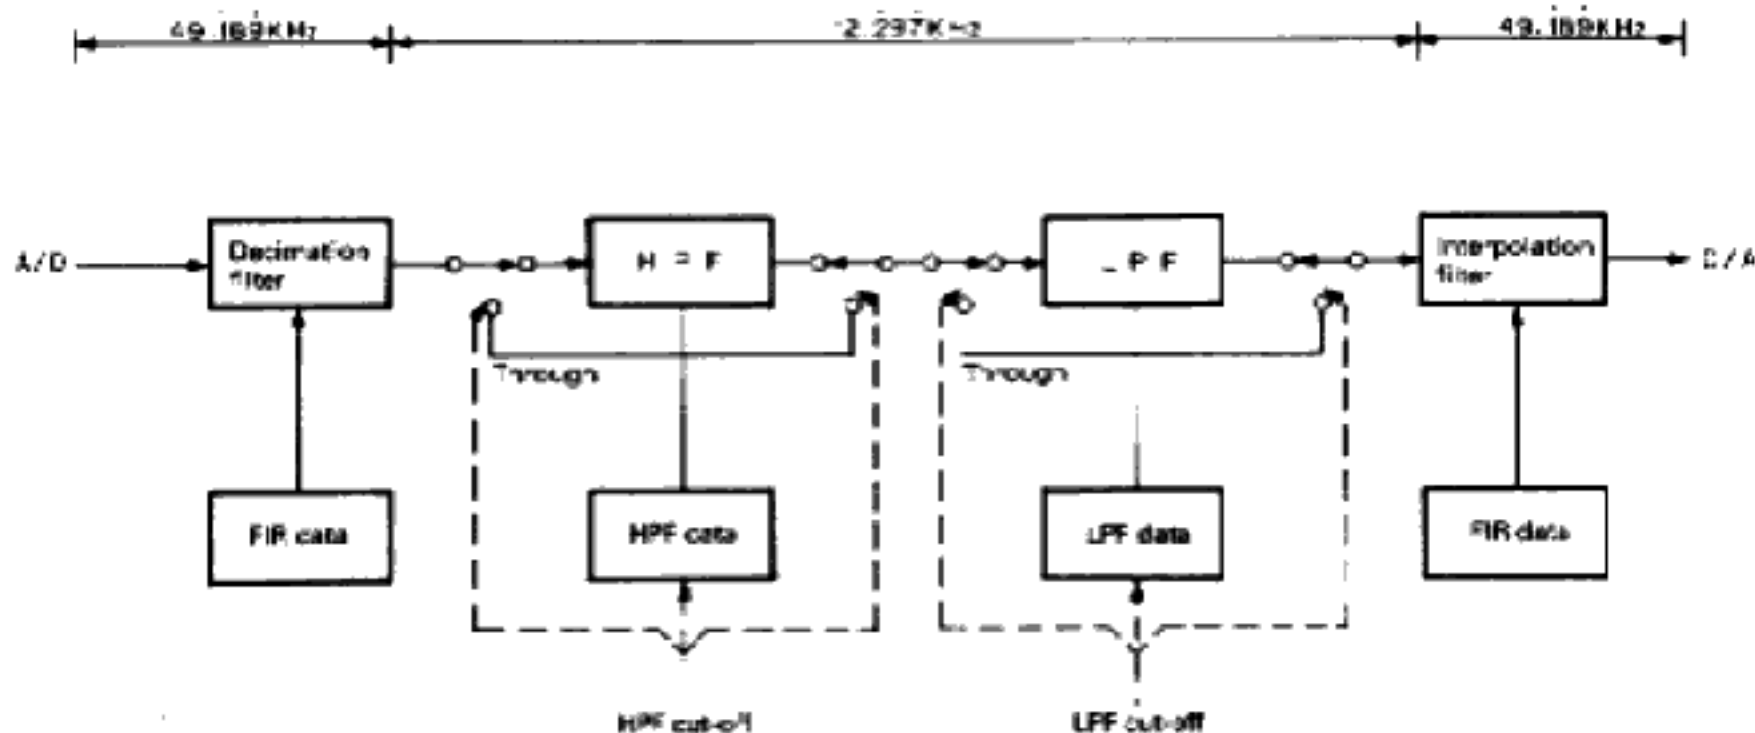 49.189KHz
2.297KHz
49.189KHz
A/D
Decimation
filter
H P F
L P F
Interpolation
filter
D/A
Through
Through
FIR data
HPF data
LPF data
FIR data
HPF cut-off
LPF cut-off